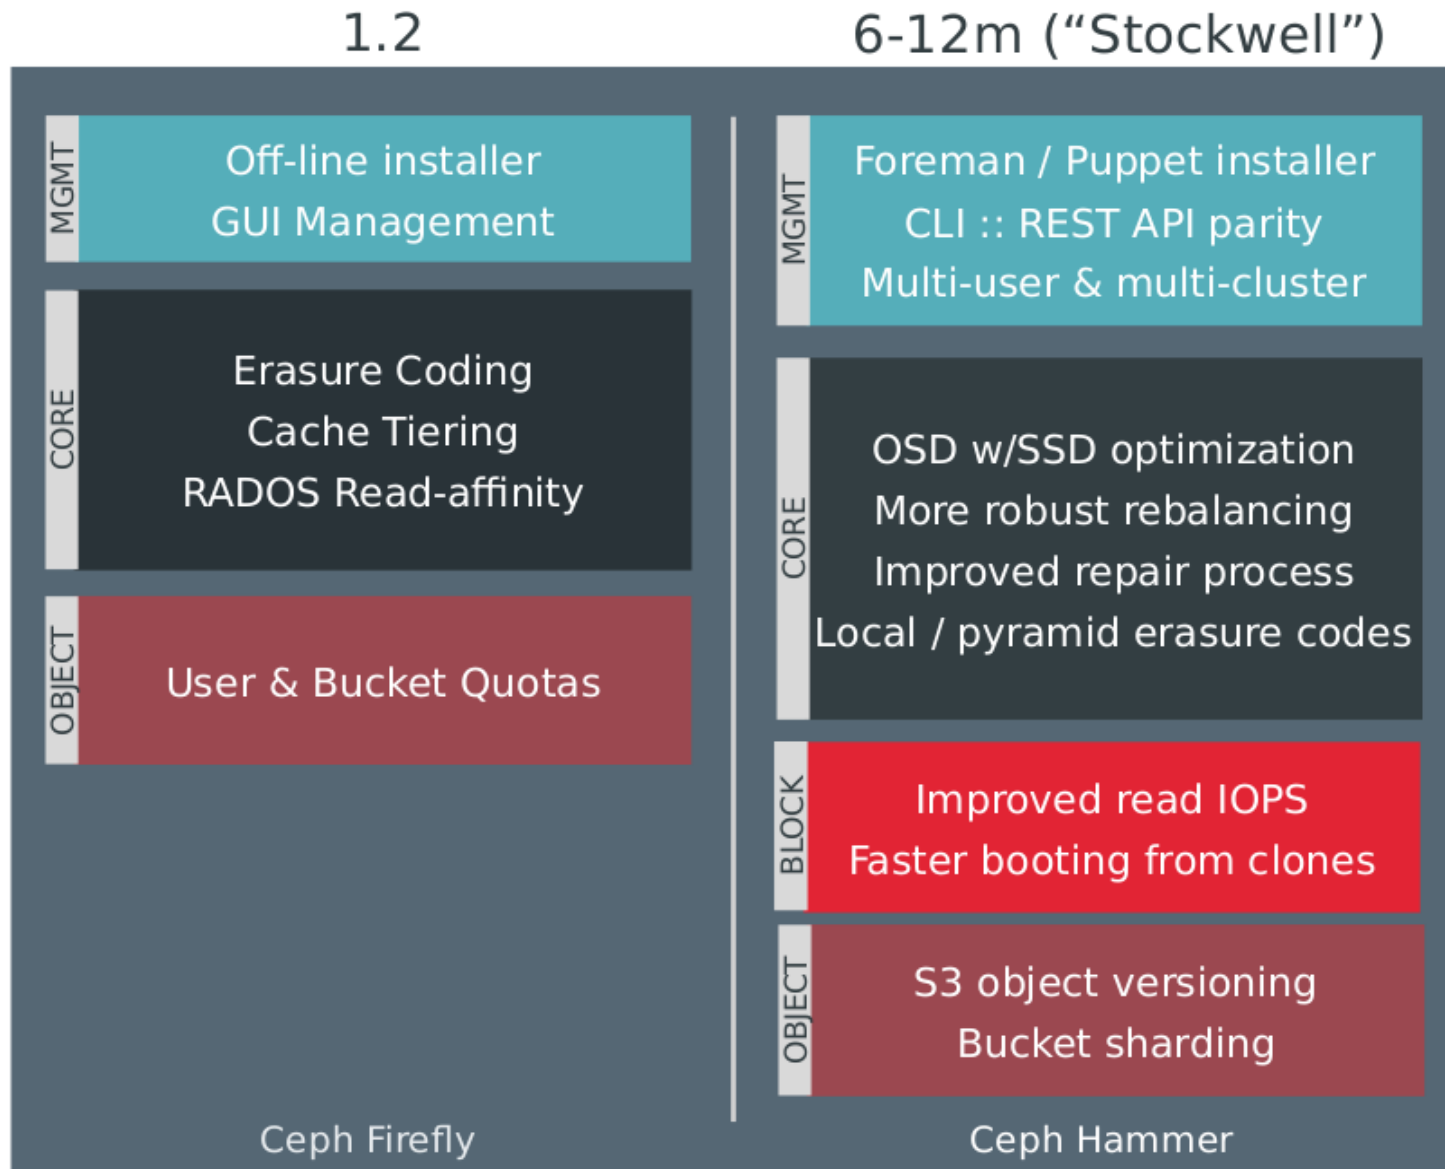 1.2
MGMT
Off-line installer
GUI Management
CORE
Erasure Coding
Cache Tiering
RADOS Read-affinity
OBJECT
User & Bucket Quotas
Ceph Firefly
6-12m (“Stockwell”)
MGMT
Foreman / Puppet installer
CLI :: REST API parity
Multi-user & multi-cluster
CORE
OSD w/SSD optimization
More robust rebalancing
Improved repair process
Local / pyramid erasure codes
BLOCK
Improved read IOPS
Faster booting from clones
OBJECT
S3 object versioning
Bucket sharding
Ceph Hammer